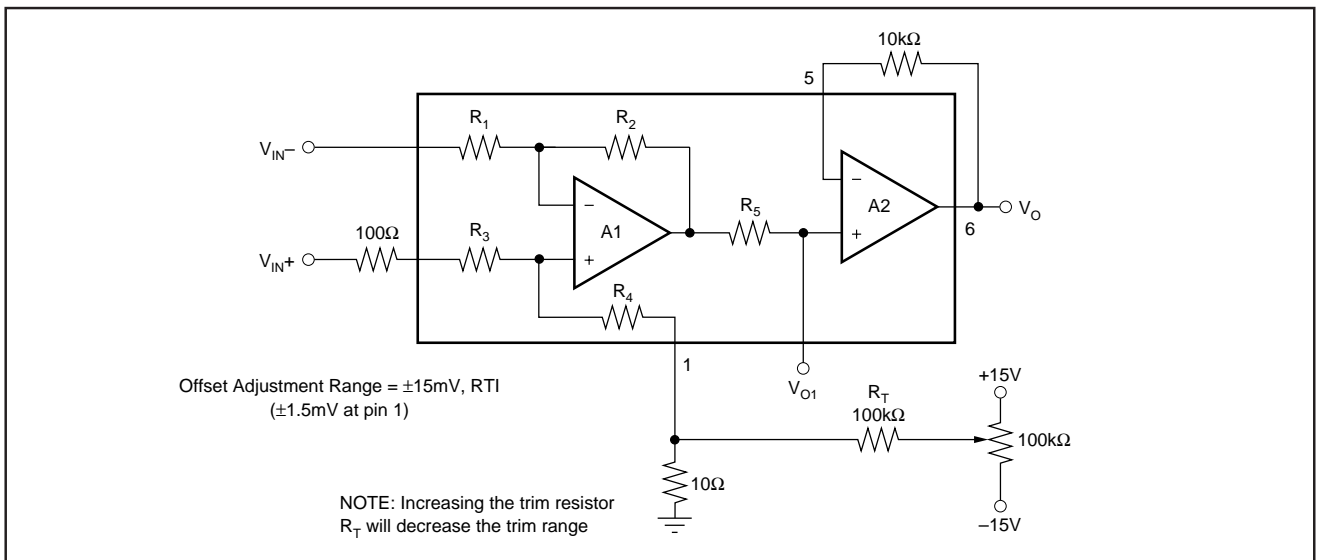 10kΩ
5
R1
R2
VIN–
A1
A2
R5
VO
6
100Ω
R3
VIN+
R4
1
VO1
Offset Adjustment Range = ±15mV, RTI
(±1.5mV at pin 1)
+15V
RT
100kΩ
100kΩ
10Ω
–15V
NOTE: Increasing the trim resistor
RT will decrease the trim range